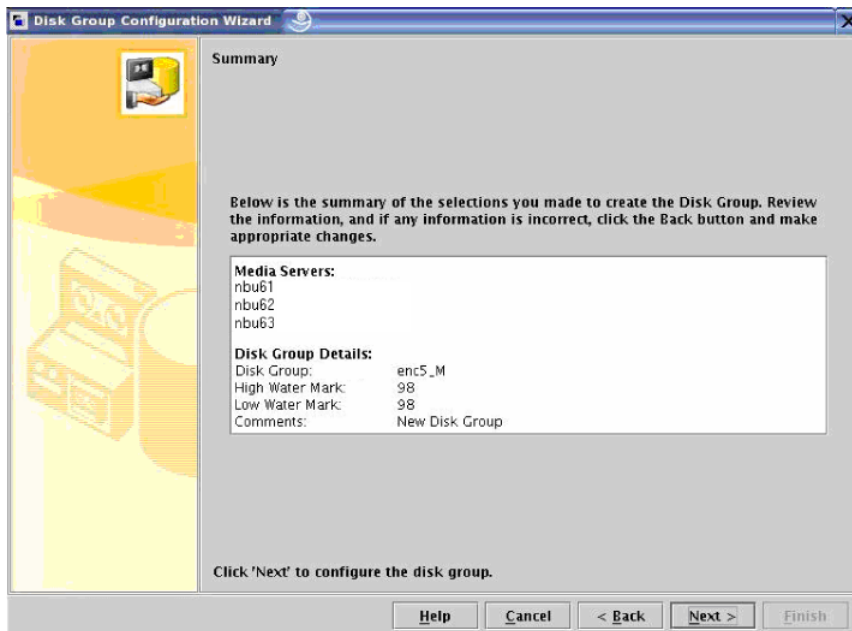 Disk Group Configuration Wizard
Summary
Below is the summary of the selections you made to create the Disk Group. Review
the information, and if any information is incorrect, click the Back button and make
appropriate changes.
Media Servers:
nbu61
nbu62
nbu63
Disk Group Details:
Disk Group: enc5_M
High Water Mark: 98
Low Water Mark: 98
Comments: New Disk Group
Click 'Next' to configure the disk group.
Help Cancel < Back Next > Finish